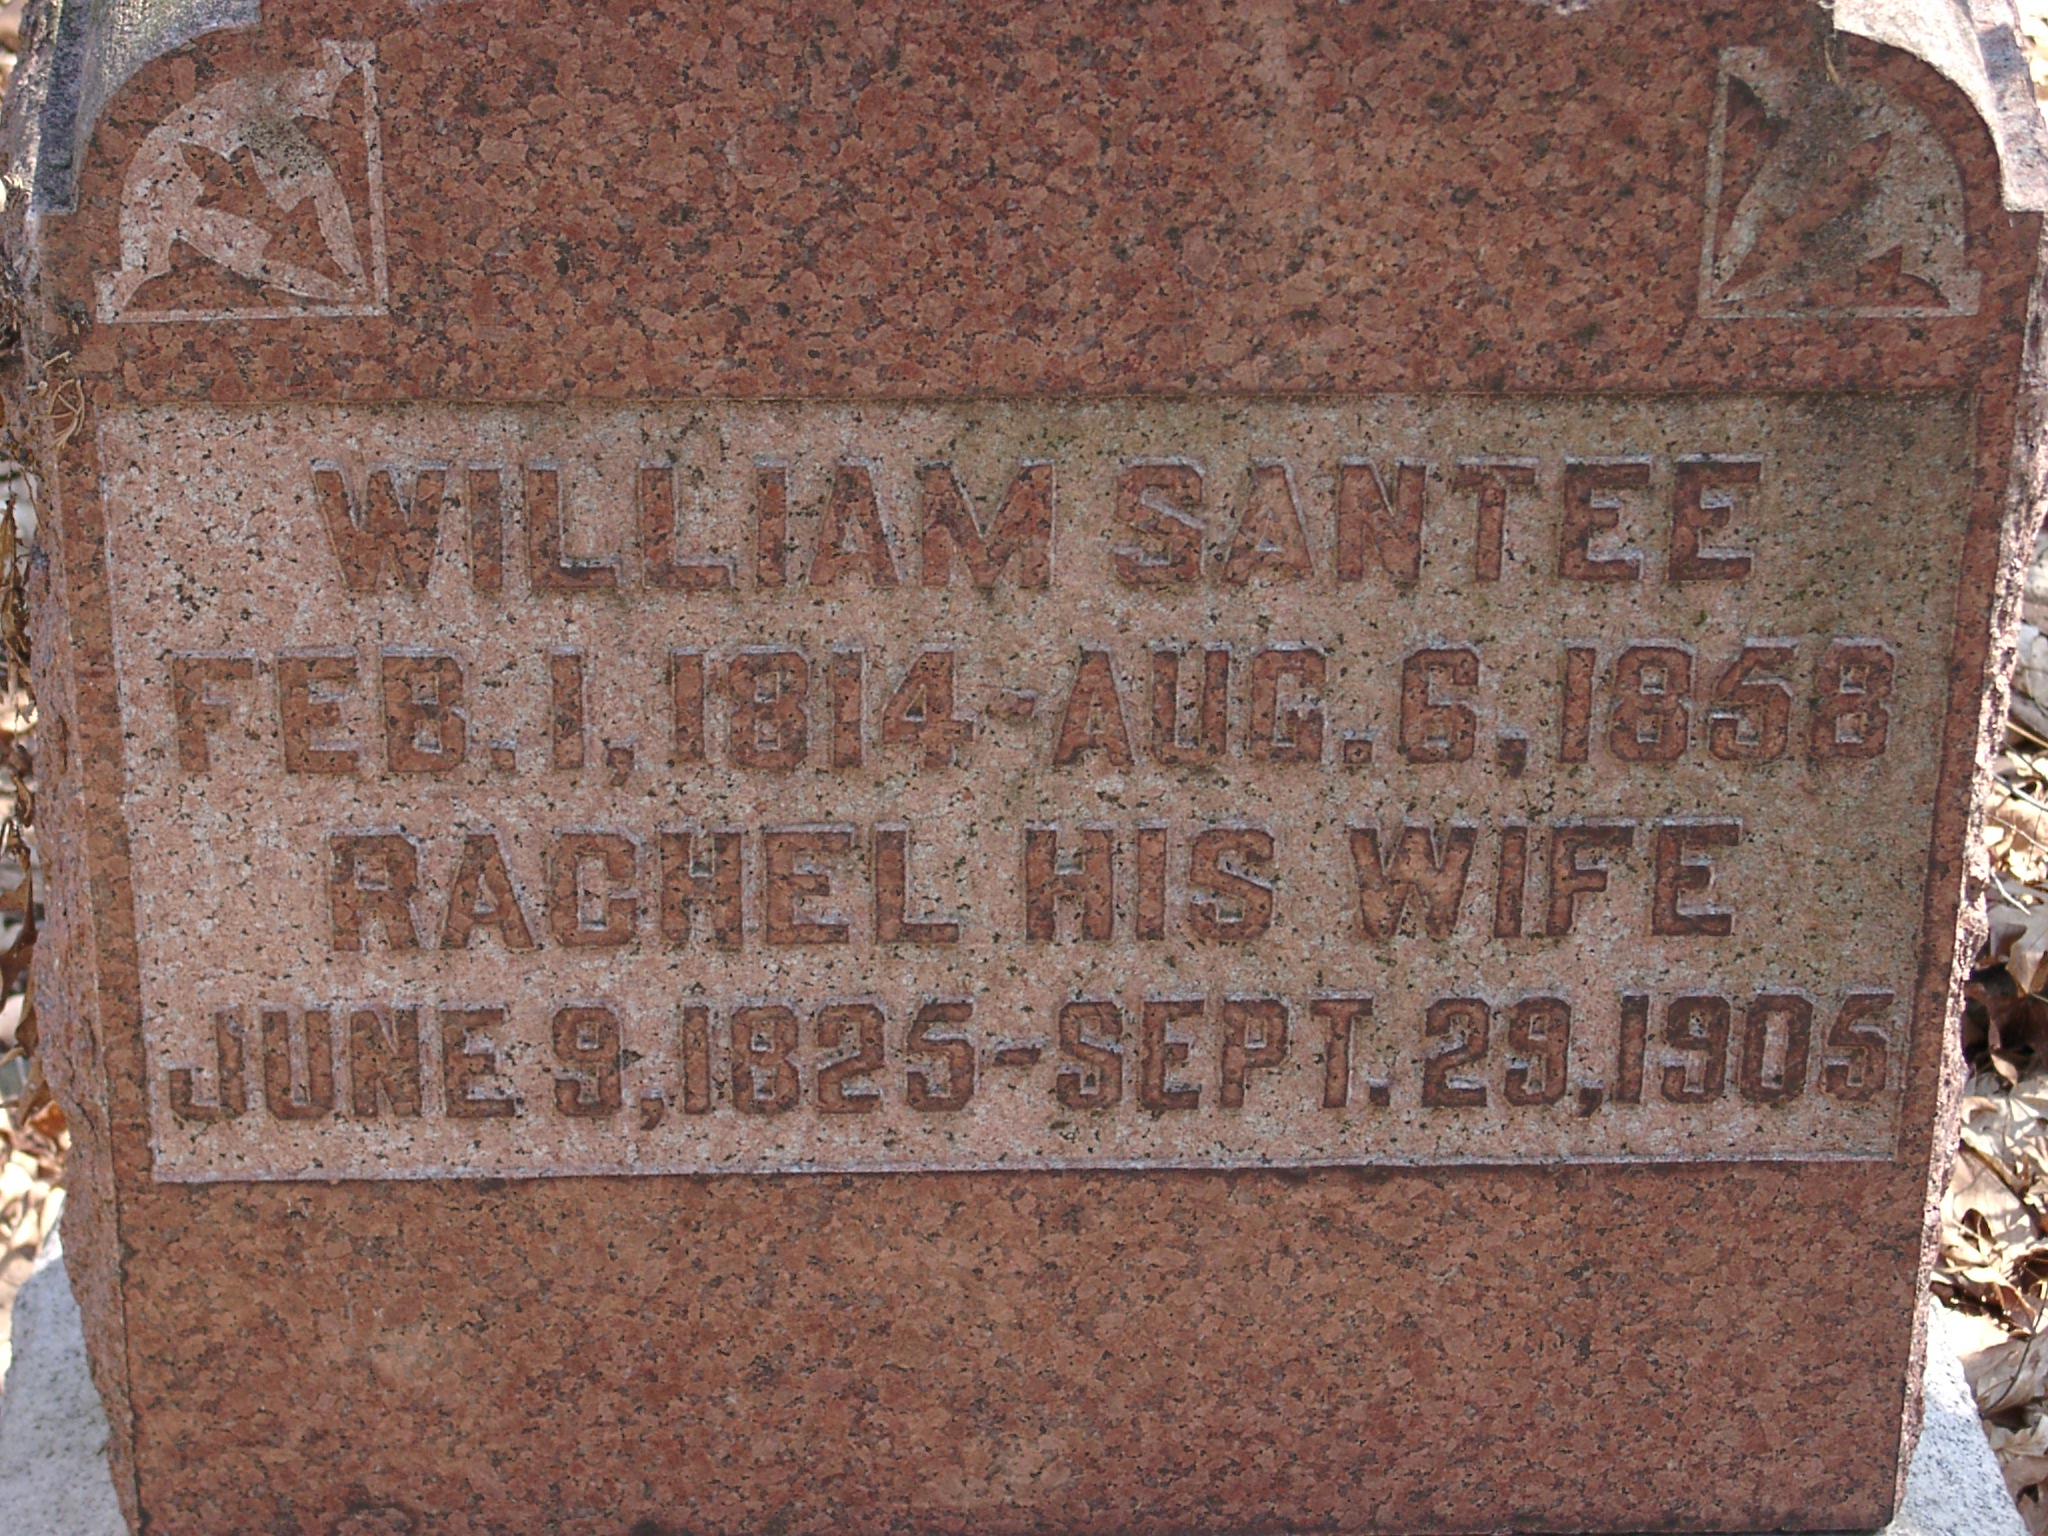 WILLIAM SANTEE
FEB. 1, 1814-AUG. 6, 1858
RACHEL HIS WIFE
JUNE 9, 1825-SEPT. 29, 1905